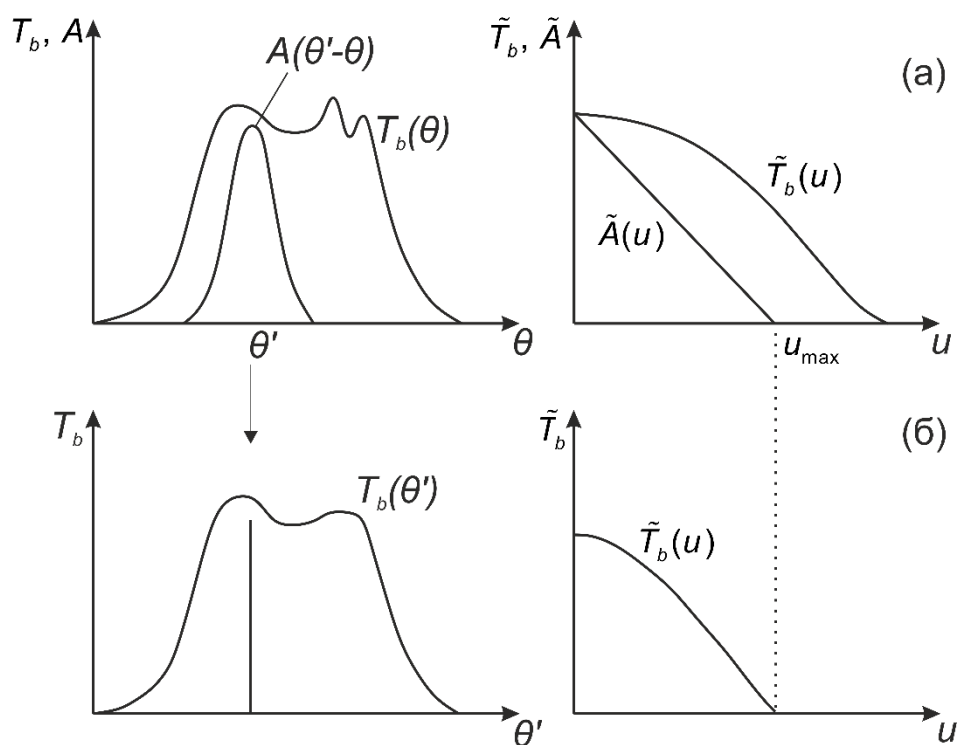 T_b, A
A(θ'-θ)
T_b(θ)
θ'
θ
T̃_b, Ã
(а)
T̃_b(u)
Ã(u)
u_max
u
T_b
T_b(θ')
θ'
T̃_b
(б)
T̃_b(u)
u